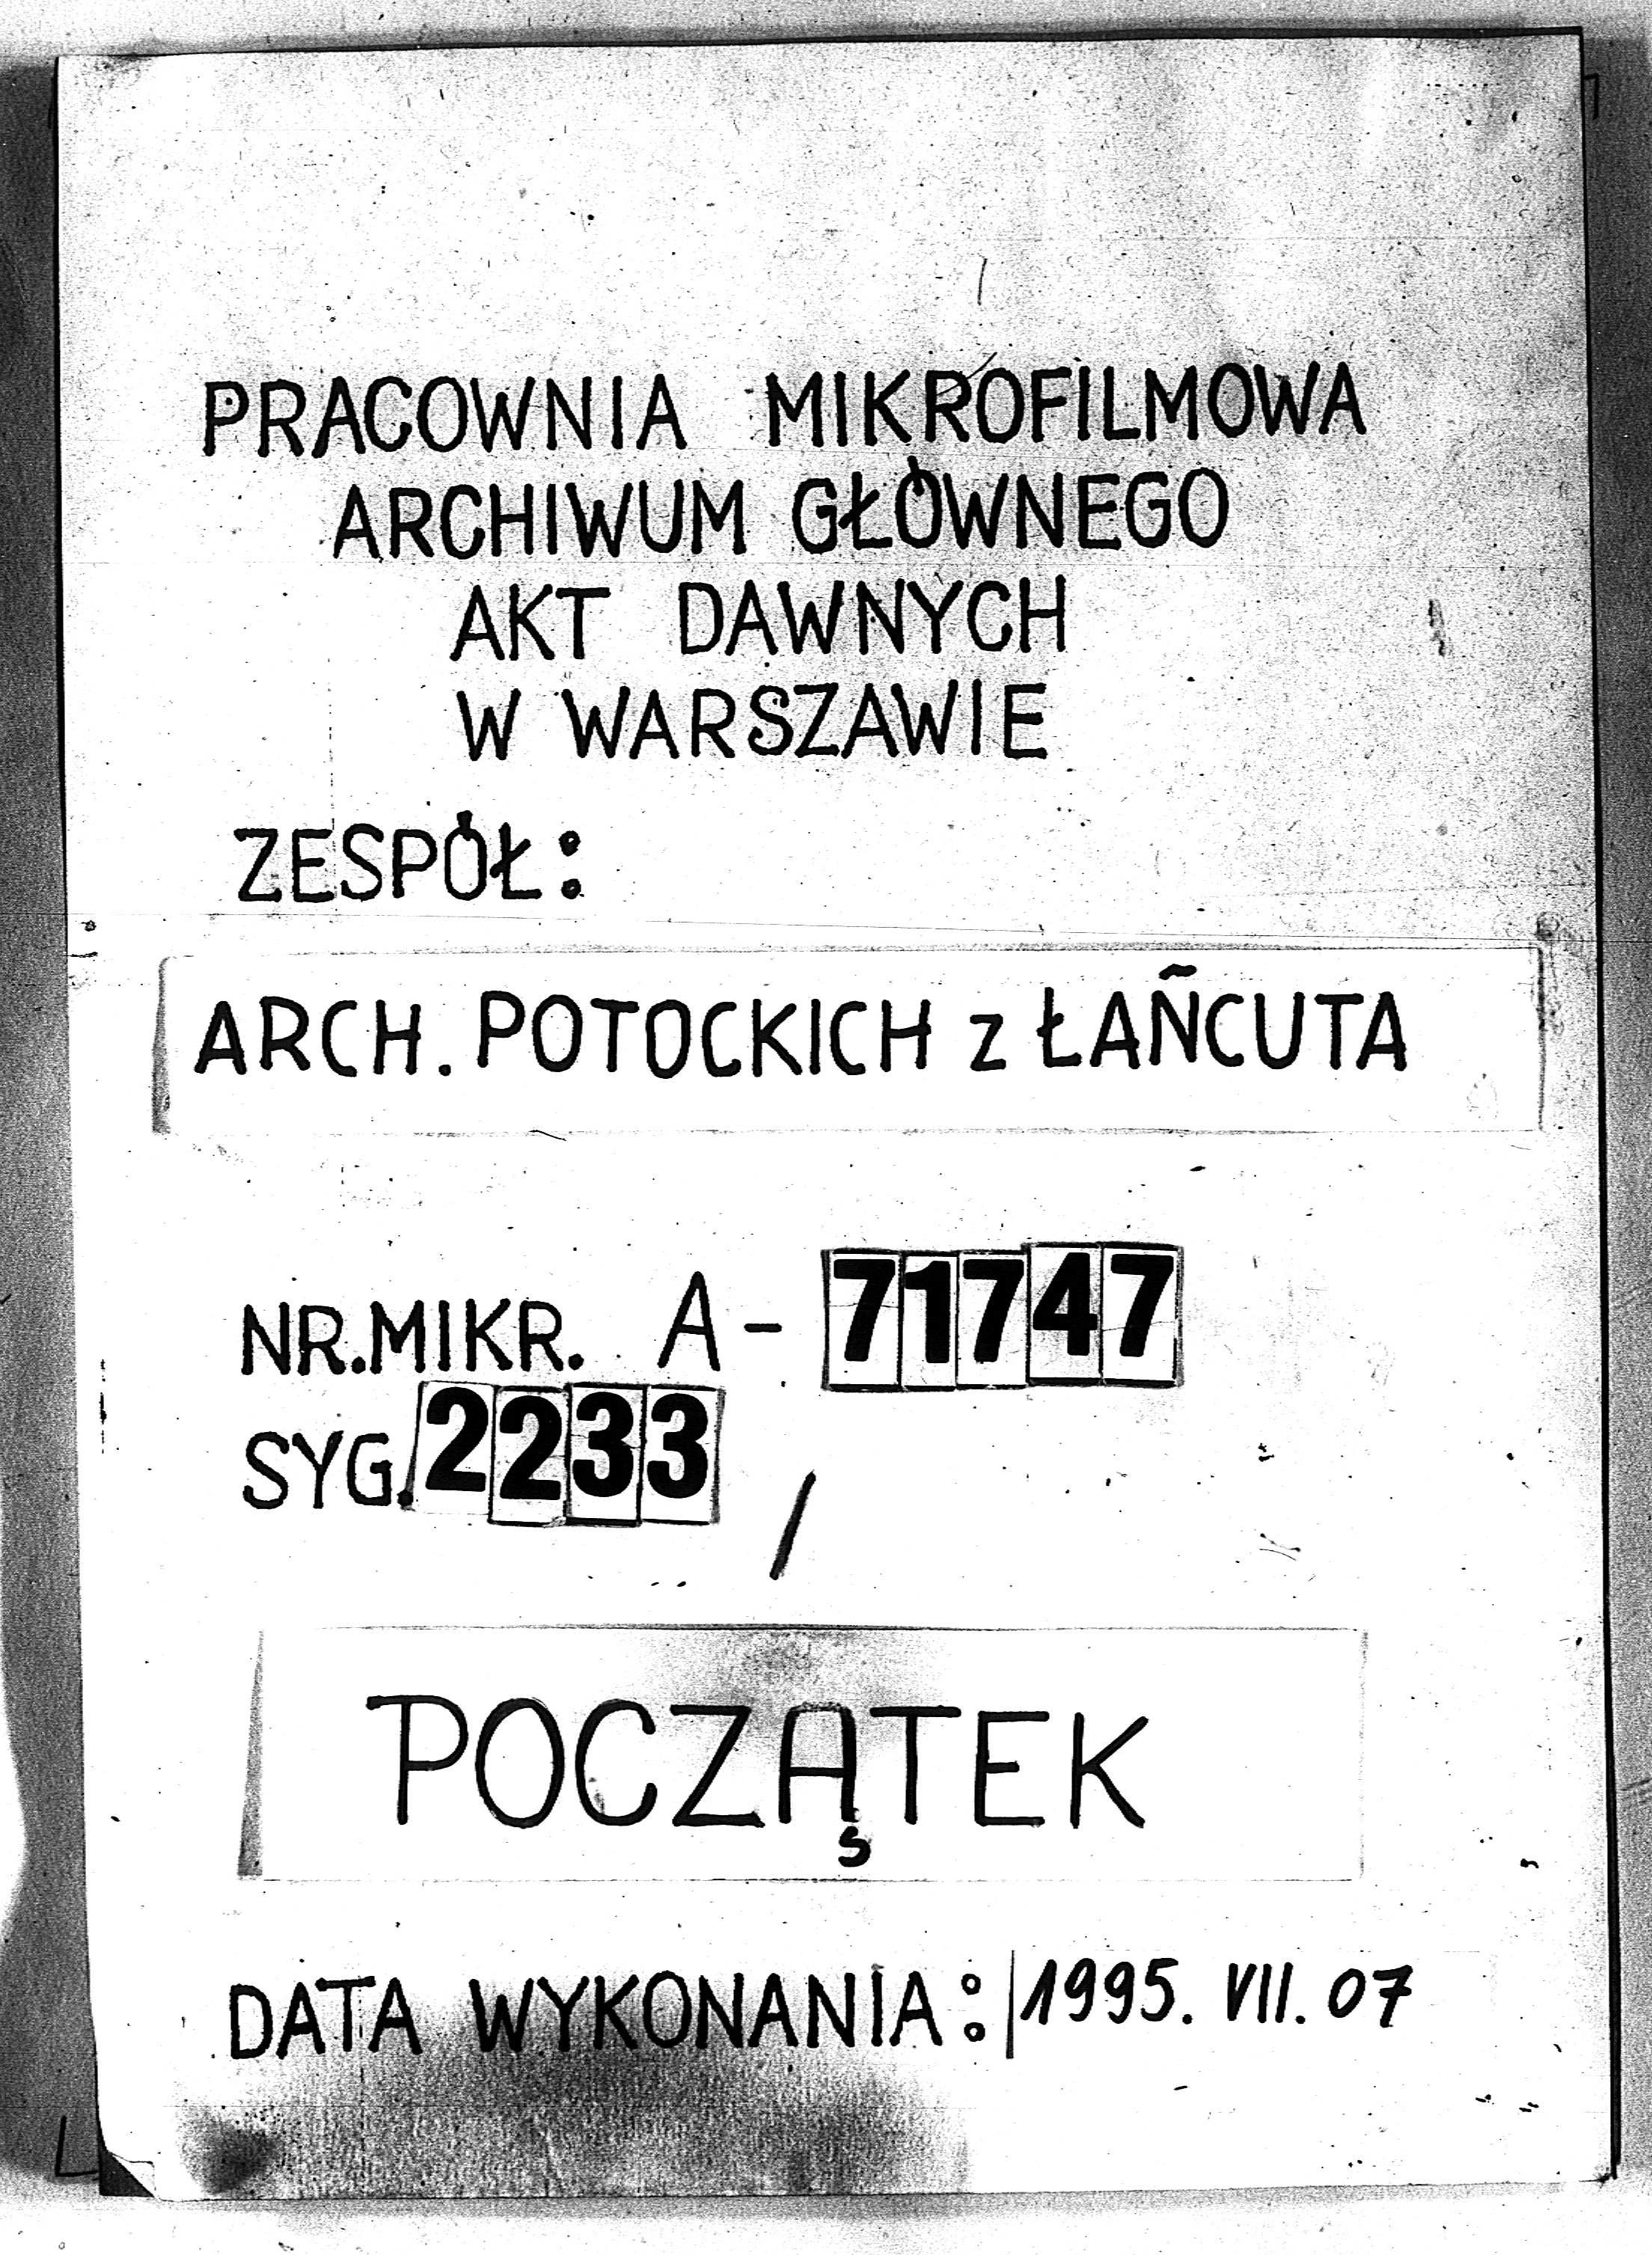 PRACOWNIA MIKROFILMOWA
ARCHIWUM GŁÓWNEGO
AKT DAWNYCH
W WARSZAWIE
ZESPÓŁ:
ARCH. POTOCKICH z ŁAŃCUTA
NR.MIKR. A- 71747
SYG. 2233 /
POCZĄTEK
DATA WYKONANIA: 1995. VII. 07